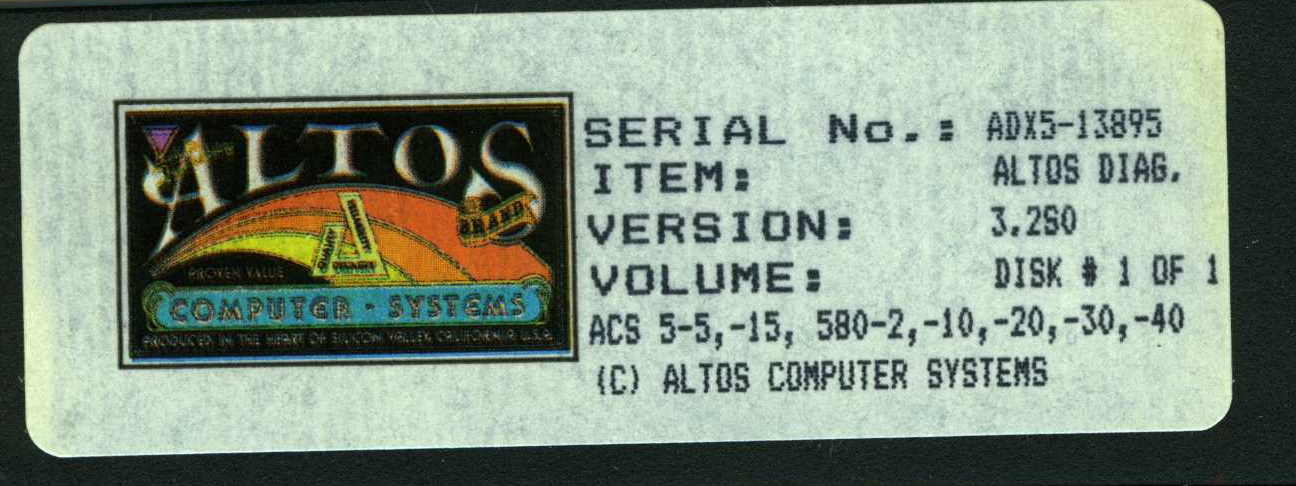 ALTOS
BRAND
PROVEN VALUE
COMPUTER - SYSTEMS
PRODUCED IN THE HEART OF SILICON VALLEY, CALIFORNIA U.S.A.
SERIAL No.: ADX5-13895
ITEM: ALTOS DIAG.
VERSION: 3.2S0
VOLUME: DISK # 1 OF 1
ACS 5-5,-15, 580-2,-10,-20,-30,-40
(C) ALTOS COMPUTER SYSTEMS